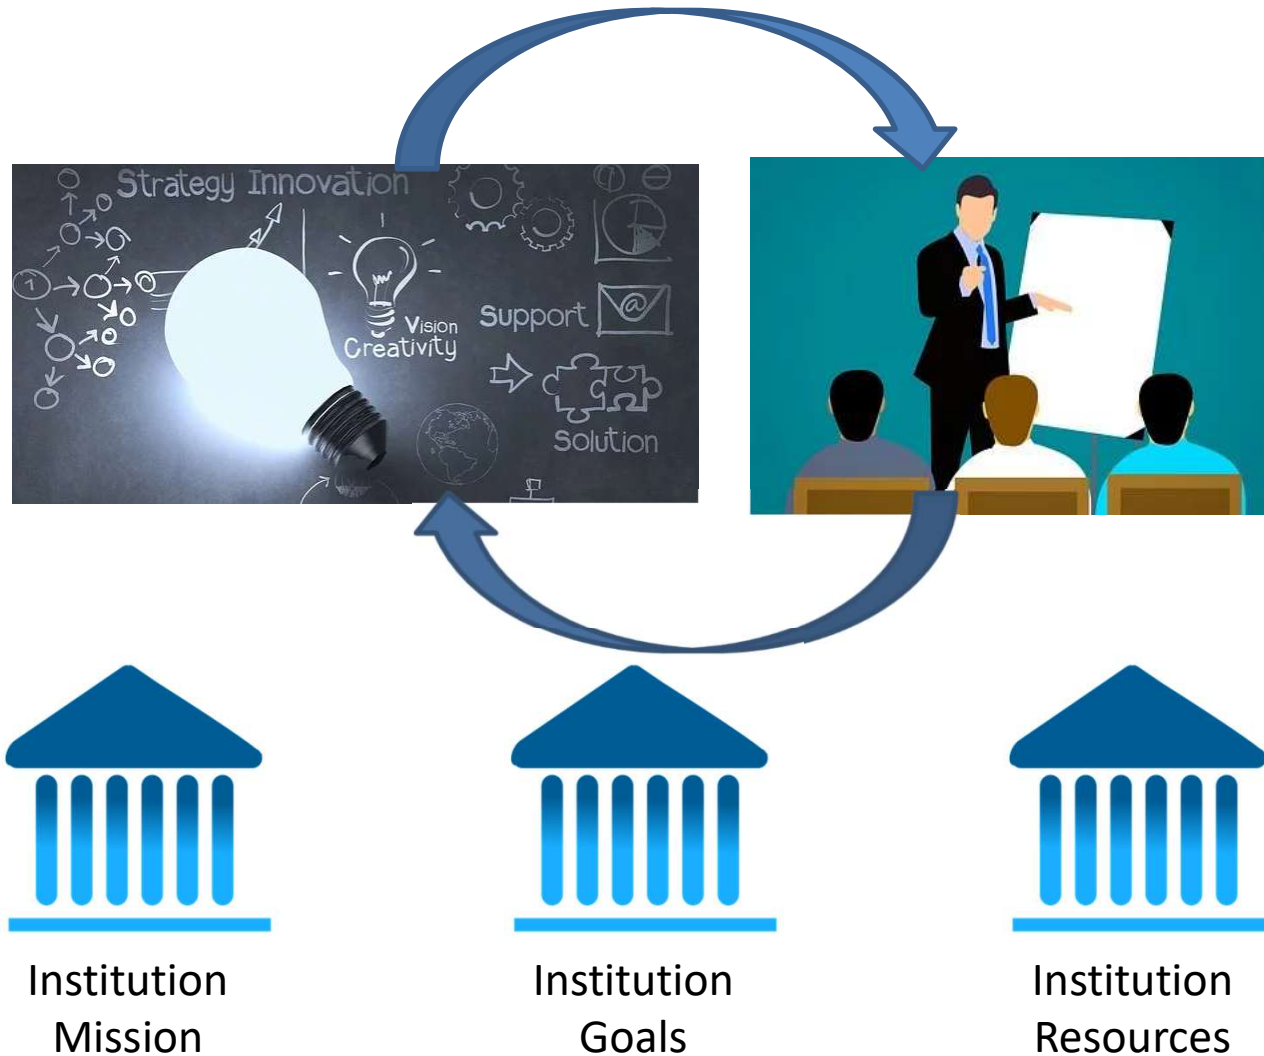 Strategy Innovation
Vision
Creativity
Support
@
Solution
Institution
Mission
Institution
Goals
Institution
Resources